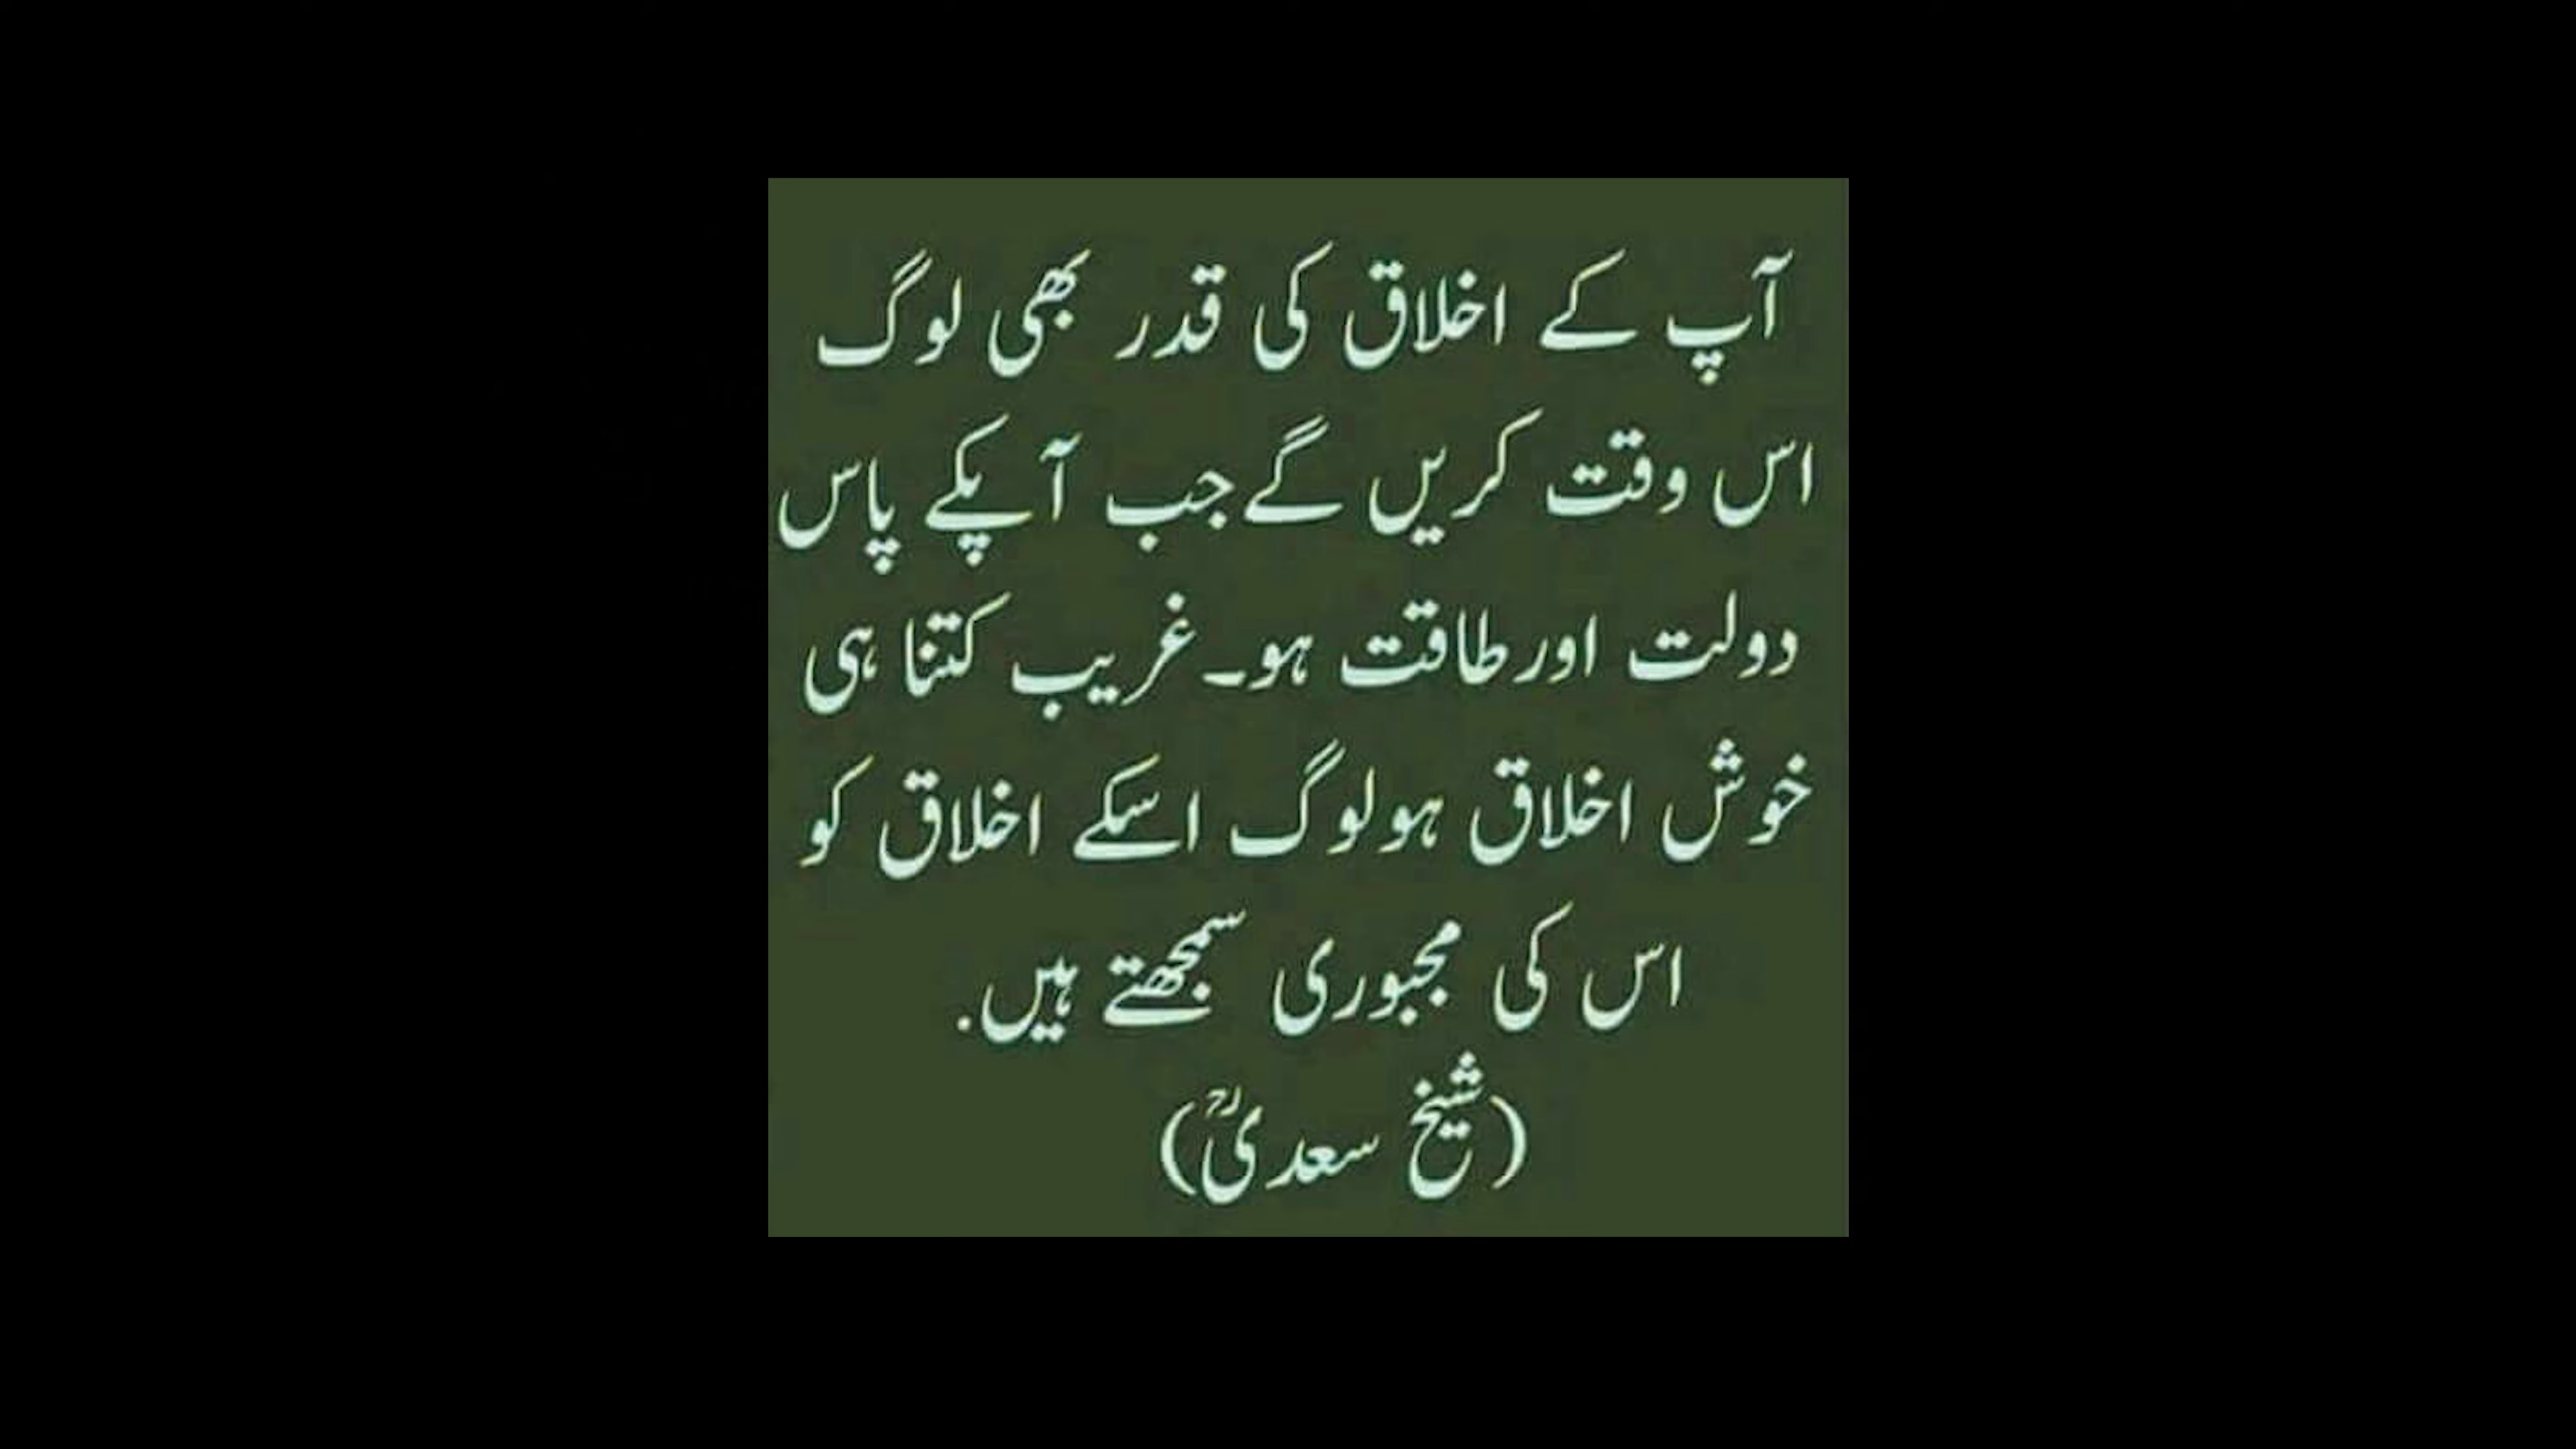 آپ کے اخلاق کی قدر بھی لوگ
اس وقت کریں گے جب آپکے پاس
دولت اور طاقت ہو۔ غریب کتنا ہی
خوش اخلاق ہو لوگ اسکے اخلاق کو
اس کی مجبوری سمجھتے ہیں.
(شیخ سعدیؒ)